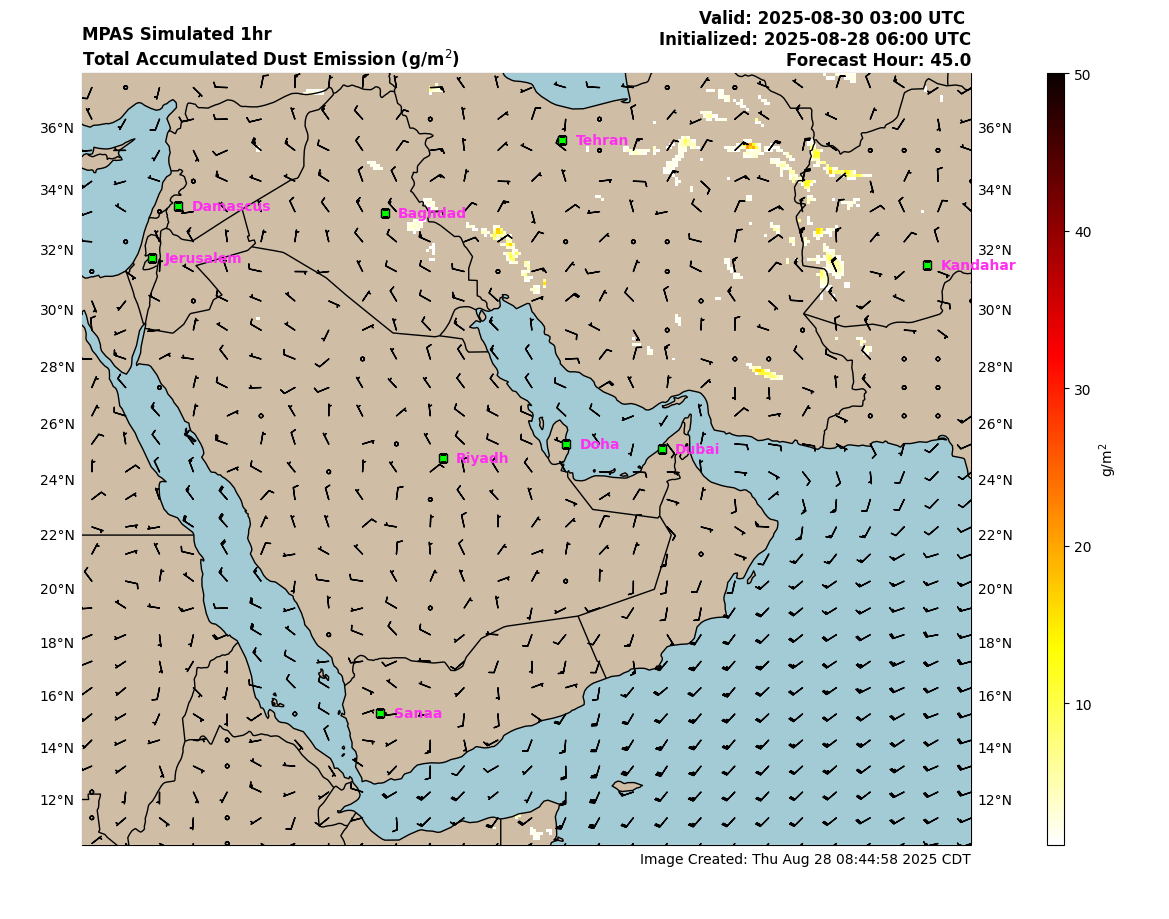 MPAS Simulated 1hr
Total Accumulated Dust Emission (g/m²)
Valid: 2025-08-30 03:00 UTC
Initialized: 2025-08-28 06:00 UTC
Forecast Hour: 45.0
36°N
34°N
32°N
30°N
28°N
26°N
24°N
22°N
20°N
18°N
16°N
14°N
12°N
Tehran
Damascus
Baghdad
Jerusalem
Kandahar
Doha
Dubai
Riyadh
Sanaa
36°N
34°N
32°N
30°N
28°N
26°N
24°N
22°N
20°N
18°N
16°N
14°N
12°N
50
40
30
20
10
g/m²
Image Created: Thu Aug 28 08:44:58 2025 CDT